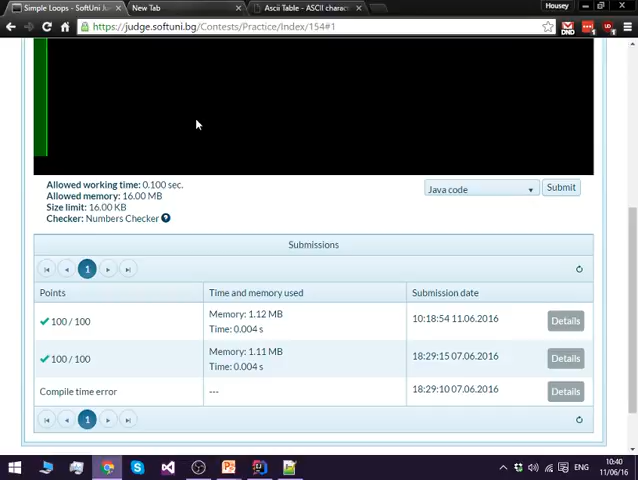 Simple Loops - SoftUni Ju
New Tab
Ascii Table - ASCII charac
Housey
https://judge.softuni.bg/Contests/Practice/Index/154#1
DND
Allowed working time: 0.100 sec.
Allowed memory: 16.00 MB
Size limit: 16.00 KB
Checker: Numbers Checker
Java code
Submit
Submissions
1
Points
Time and memory used
Submission date
100 / 100
Memory: 1.12 MB
Time: 0.004 s
10:18:54 11.06.2016
Details
100 / 100
Memory: 1.11 MB
Time: 0.004 s
18:29:15 07.06.2016
Details
Compile time error
---
18:29:10 07.06.2016
Details
1
ENG
10:40
11/06/16